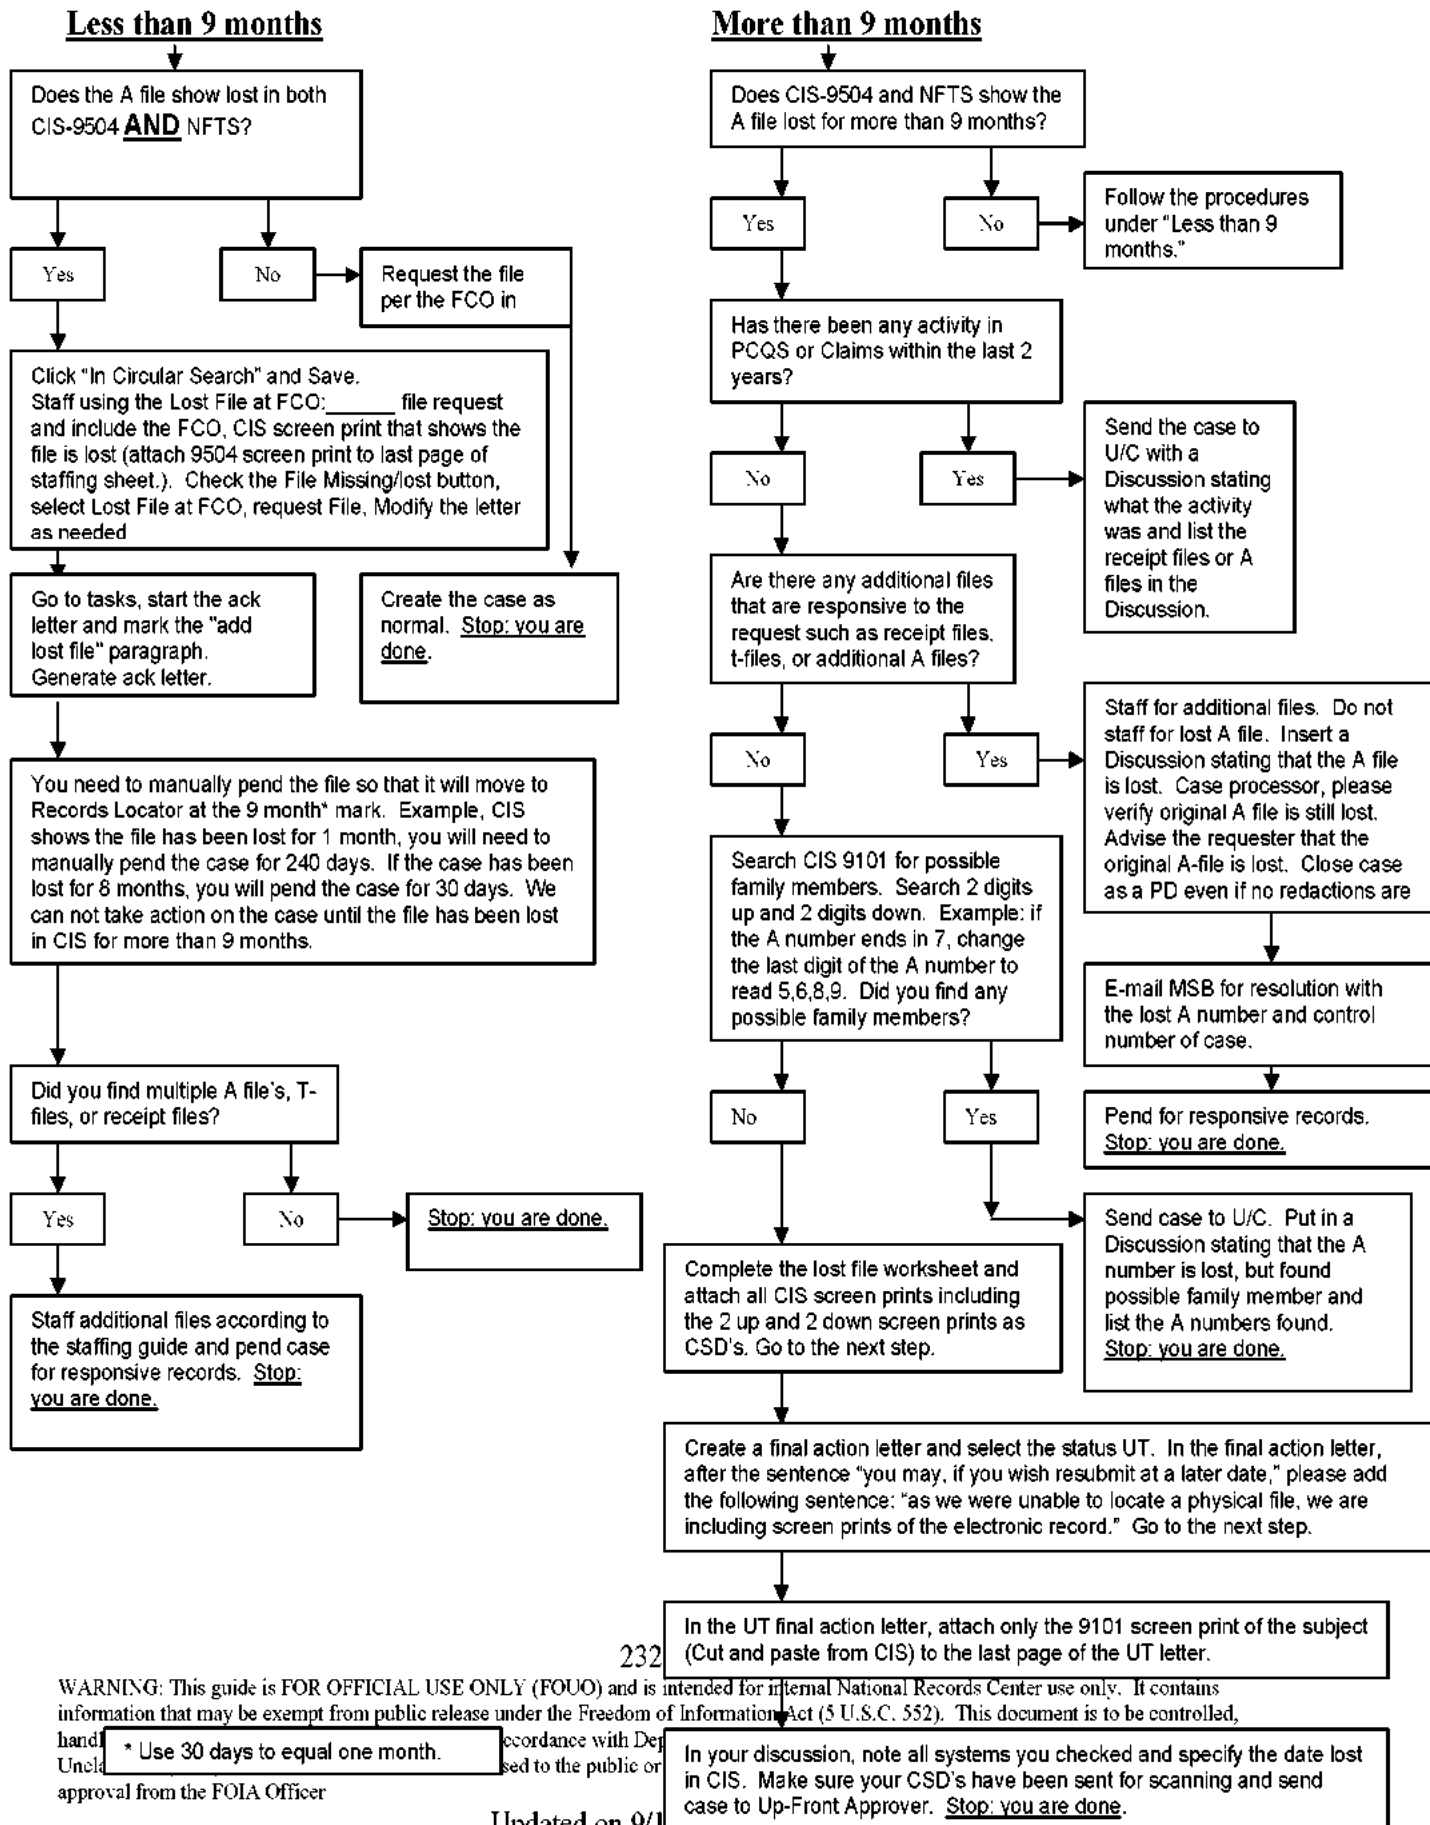 Less than 9 months
Does the A file show lost in both
CIS-9504 AND NFTS?
Yes
No
Request the file
per the FCO in
Click "In Circular Search" and Save.
Staff using the Lost File at FCO:______ file request
and include the FCO, CIS screen print that shows the
file is lost (attach 9504 screen print to last page of
staffing sheet.). Check the File Missing/lost button,
select Lost File at FCO, request File, Modify the letter
as needed
Go to tasks, start the ack
letter and mark the "add
lost file" paragraph.
Generate ack letter.
Create the case as
normal. Stop: you are
done.
You need to manually pend the file so that it will move to
Records Locator at the 9 month* mark. Example, CIS
shows the file has been lost for 1 month, you will need to
manually pend the case for 240 days. If the case has been
lost for 8 months, you will pend the case for 30 days. We
can not take action on the case until the file has been lost
in CIS for more than 9 months.
Did you find multiple A file's, T-
files, or receipt files?
Yes
No
Stop: you are done.
Staff additional files according to
the staffing guide and pend case
for responsive records. Stop:
you are done.
More than 9 months
Does CIS-9504 and NFTS show the
A file lost for more than 9 months?
Yes
No
Follow the procedures
under "Less than 9
months."
Has there been any activity in
PCQS or Claims within the last 2
years?
No
Yes
Send the case to
U/C with a
Discussion stating
what the activity
was and list the
receipt files or A
files in the
Discussion.
Are there any additional files
that are responsive to the
request such as receipt files,
t-files, or additional A files?
No
Yes
Staff for additional files. Do not
staff for lost A file. Insert a
Discussion stating that the A file
is lost. Case processor, please
verify original A file is still lost.
Advise the requester that the
original A-file is lost. Close case
as a PD even if no redactions are
E-mail MSB for resolution with
the lost A number and control
number of case.
Pend for responsive records.
Stop: you are done.
Search CIS 9101 for possible
family members. Search 2 digits
up and 2 digits down. Example: if
the A number ends in 7, change
the last digit of the A number to
read 5,6,8,9. Did you find any
possible family members?
No
Yes
Send case to U/C. Put in a
Discussion stating that the A
number is lost, but found
possible family member and
list the A numbers found.
Stop: you are done.
Complete the lost file worksheet and
attach all CIS screen prints including
the 2 up and 2 down screen prints as
CSD's. Go to the next step.
Create a final action letter and select the status UT. In the final action letter,
after the sentence "you may, if you wish resubmit at a later date," please add
the following sentence: "as we were unable to locate a physical file, we are
including screen prints of the electronic record." Go to the next step.
In the UT final action letter, attach only the 9101 screen print of the subject
(Cut and paste from CIS) to the last page of the UT letter.
In your discussion, note all systems you checked and specify the date lost
in CIS. Make sure your CSD's have been sent for scanning and send
case to Up-Front Approver. Stop: you are done.
232
WARNING: This guide is FOR OFFICIAL USE ONLY (FOUO) and is intended for internal National Records Center use only. It contains
information that may be exempt from public release under the Freedom of Information Act (5 U.S.C. 552). This document is to be controlled,
* Use 30 days to equal one month.
sed to the public or
approval from the FOIA Officer
Updated on 9/1